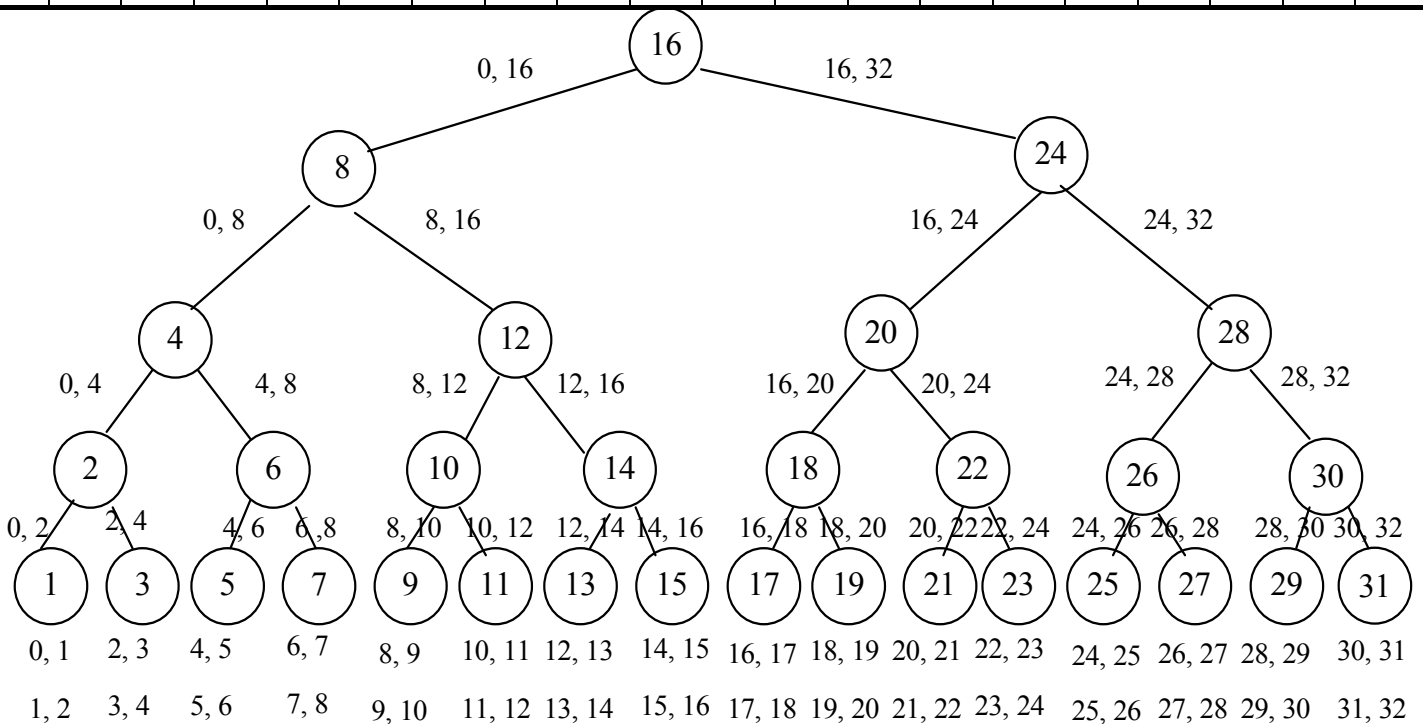 16
0, 16 16, 32
8 24
0, 8 8, 16 16, 24 24, 32
4 12 20 28
0, 4 4, 8 8, 12 12, 16 16, 20 20, 24 24, 28 28, 32
2 6 10 14 18 22 26 30
0, 2 2, 4 4, 6 6 ,8 8, 10 10, 12 12, 14 14, 16 16, 18 18, 20 20, 22 22, 24 24, 26 26, 28 28, 30 30, 32
1 3 5 7 9 11 13 15 17 19 21 23 25 27 29 31
0, 1 2, 3 4, 5 6, 7 8, 9 10, 11 12, 13 14, 15 16, 17 18, 19 20, 21 22, 23 24, 25 26, 27 28, 29 30, 31
1, 2 3, 4 5, 6 7, 8 9, 10 11, 12 13, 14 15, 16 17, 18 19, 20 21, 22 23, 24 25, 26 27, 28 29, 30 31, 32